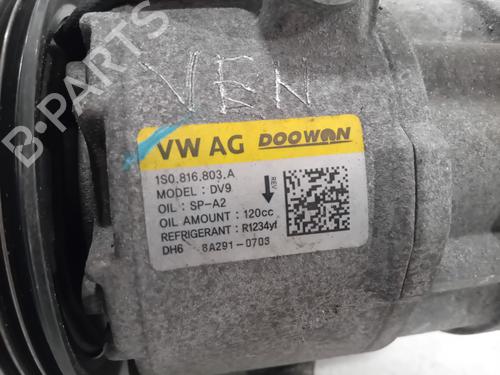 B-PARTS
VEN
VW AG DOOWON
1S0.816.803.A
MODEL : DV9
OIL : SP-A2
OIL AMOUNT : 120cc
REFRIGERANT : R1234yf
DH6 8A291-0703
REV